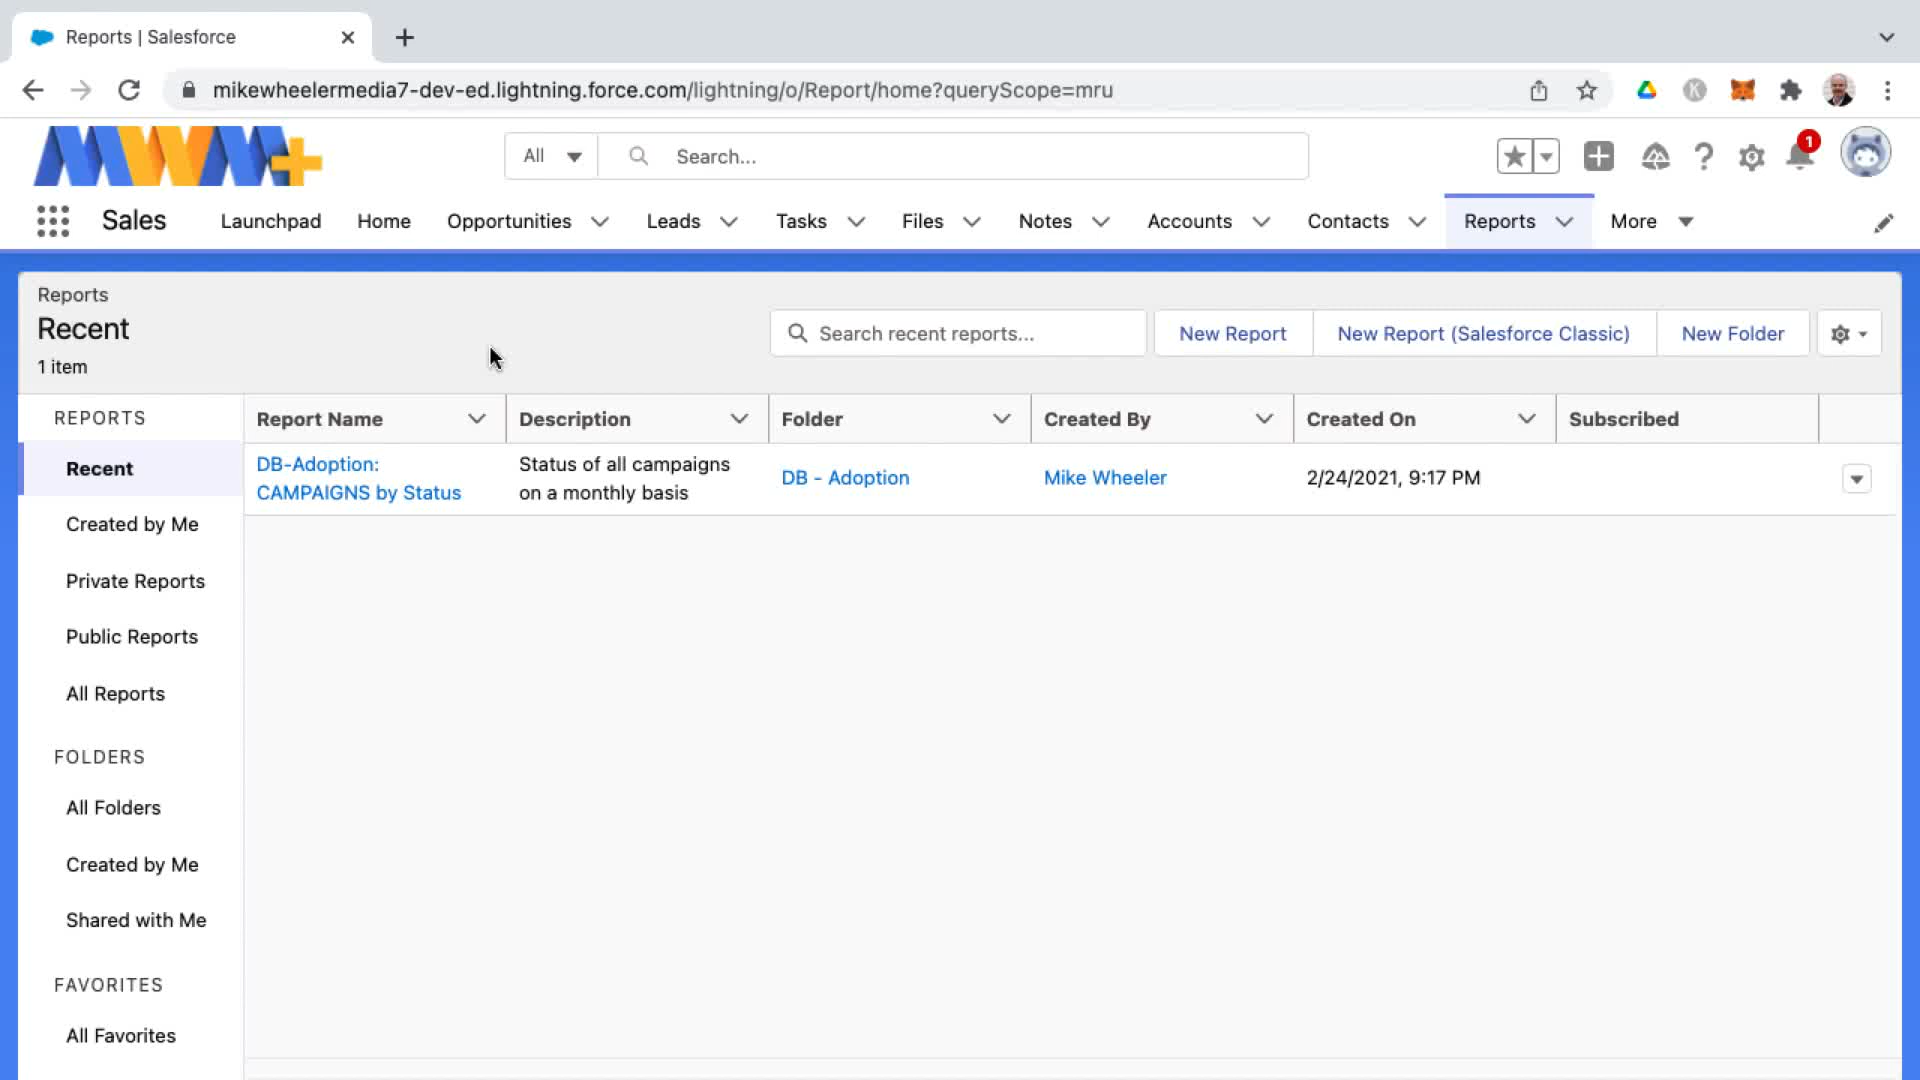 Reports | Salesforce
mikewheelermedia7-dev-ed.lightning.force.com/lightning/o/Report/home?queryScope=mru
K
MWM+
All
Search...
1
Sales
Launchpad
Home
Opportunities
Leads
Tasks
Files
Notes
Accounts
Contacts
Reports
More
Reports
Recent
1 item
Search recent reports...
New Report
New Report (Salesforce Classic)
New Folder
REPORTS
Recent
Created by Me
Private Reports
Public Reports
All Reports
FOLDERS
All Folders
Created by Me
Shared with Me
FAVORITES
All Favorites
Report Name
Description
Folder
Created By
Created On
Subscribed
DB-Adoption:
CAMPAIGNS by Status
Status of all campaigns
on a monthly basis
DB - Adoption
Mike Wheeler
2/24/2021, 9:17 PM